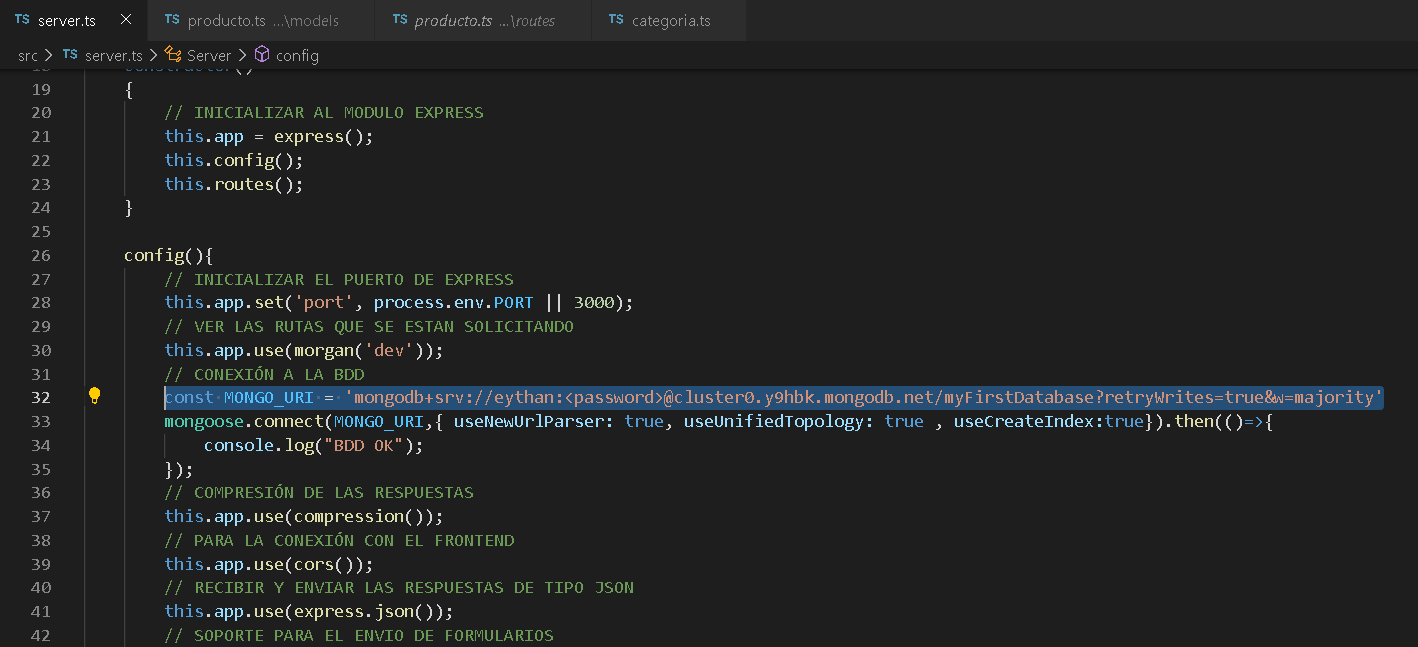 TS server.ts × TS producto.ts ...\models TS producto.ts ...\routes TS categoria.ts
src > TS server.ts > Server > config
18 constructor()
19 {
20 // INICIALIZAR AL MODULO EXPRESS
21 this.app = express();
22 this.config();
23 this.routes();
24 }
25
26 config(){
27 // INICIALIZAR EL PUERTO DE EXPRESS
28 this.app.set('port', process.env.PORT || 3000);
29 // VER LAS RUTAS QUE SE ESTAN SOLICITANDO
30 this.app.use(morgan('dev'));
31 // CONEXIÓN A LA BDD
32 const MONGO_URI = 'mongodb+srv://eythan:<password>@cluster0.y9hbk.mongodb.net/myFirstDatabase?retryWrites=true&w=majority'
33 mongoose.connect(MONGO_URI,{ useNewUrlParser: true, useUnifiedTopology: true , useCreateIndex:true}).then(()=>{
34 console.log("BDD OK");
35 });
36 // COMPRESIÓN DE LAS RESPUESTAS
37 this.app.use(compression());
38 // PARA LA CONEXIÓN CON EL FRONTEND
39 this.app.use(cors());
40 // RECIBIR Y ENVIAR LAS RESPUESTAS DE TIPO JSON
41 this.app.use(express.json());
42 // SOPORTE PARA EL ENVIO DE FORMULARIOS